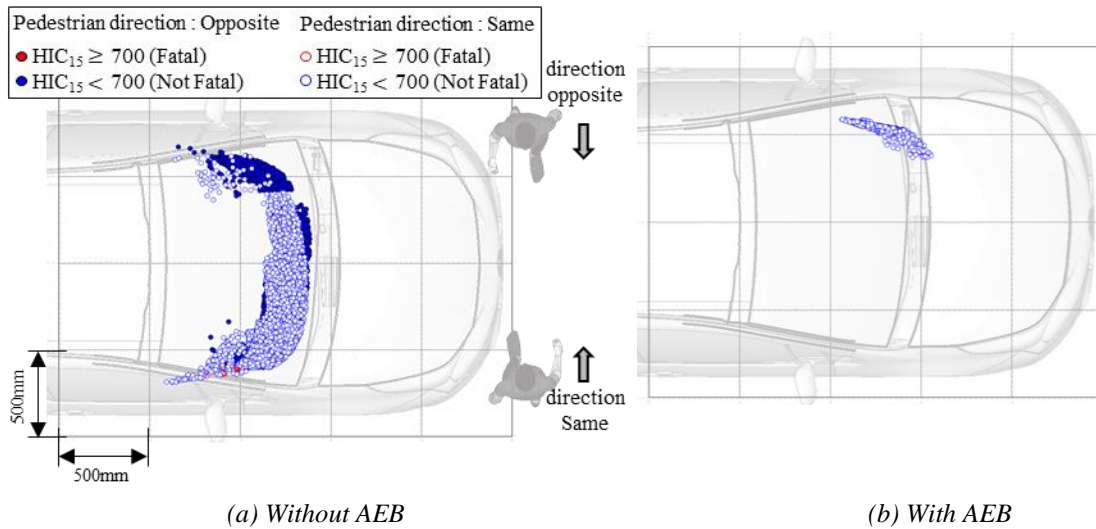 Pedestrian direction : Opposite Pedestrian direction : Same
HIC15 ≥ 700 (Fatal) HIC15 ≥ 700 (Fatal)
HIC15 < 700 (Not Fatal) HIC15 < 700 (Not Fatal)
direction
opposite
direction
Same
500mm
500mm
(a) Without AEB (b) With AEB